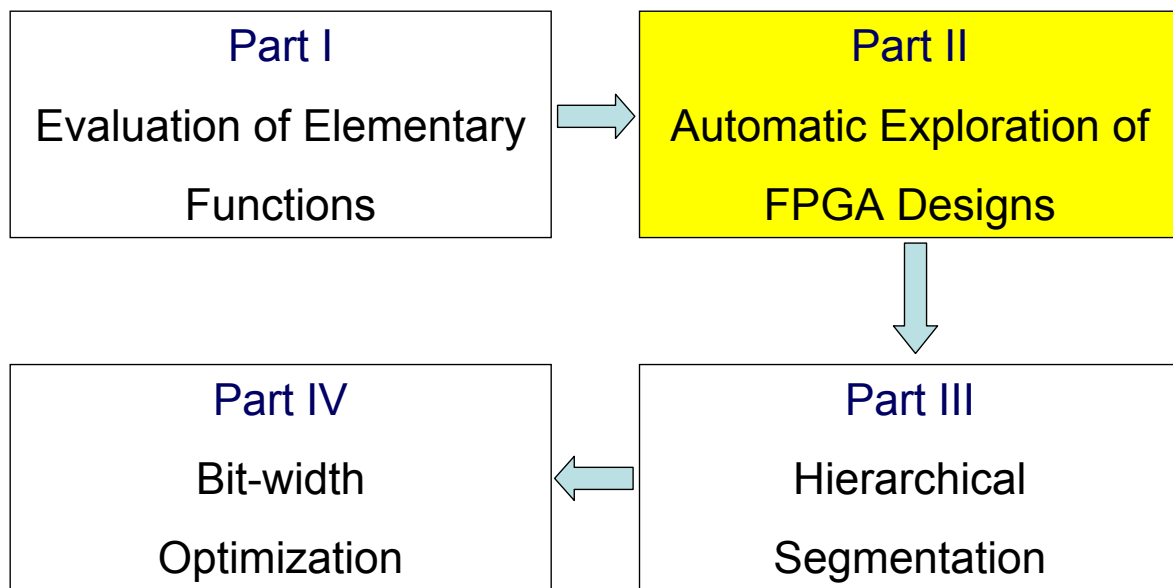 Part I
Evaluation of Elementary
Functions
Part II
Automatic Exploration of
FPGA Designs
Part III
Hierarchical
Segmentation
Part IV
Bit-width
Optimization